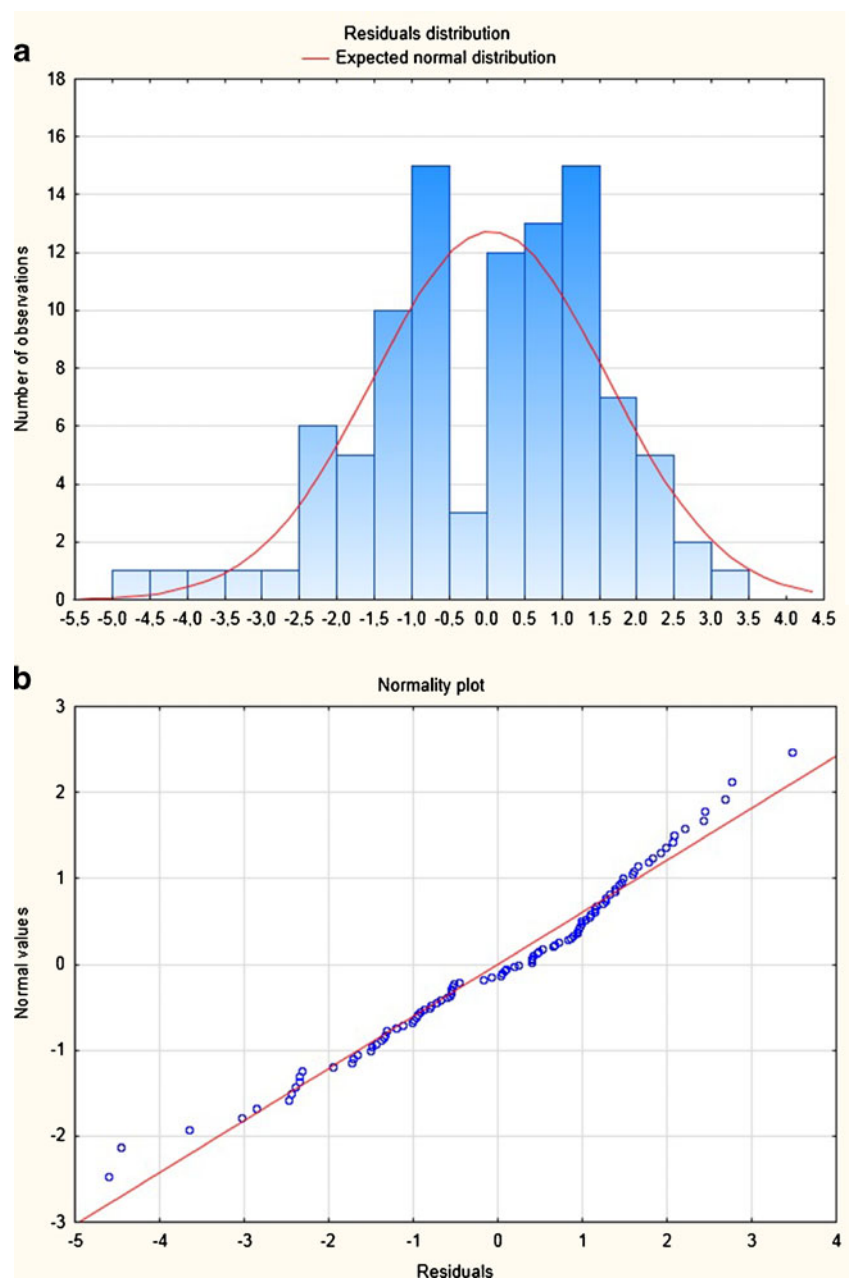 a
Residuals distribution
Expected normal distribution
18
16
14
12
10
8
6
4
2
0
Number of observations
-5,5 -5,0 -4,5 -4,0 -3,5 -3,0 -2,5 -2,0 -1,5 -1,0 -0,5 0.0 0.5 1.0 1.5 2.0 2.5 3.0 3.5 4.0 4.5
b
Normality plot
3
2
1
0
-1
-2
-3
Normal values
-5 -4 -3 -2 -1 0 1 2 3 4
Residuals